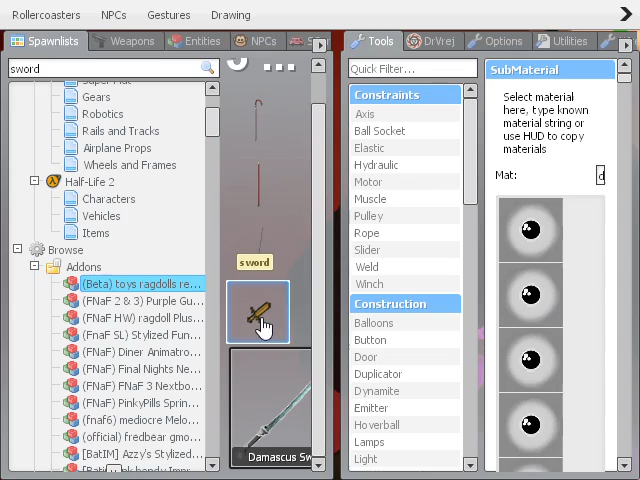 Rollercoasters NPCs Gestures Drawing
Spawnlists Weapons Entities NPCs
sword
Gears
Robotics
Rails and Tracks
Airplane Props
Wheels and Frames
Half-Life 2
Characters
Vehicles
Items
Browse
Addons
(Beta) toys ragdolls re...
(FNaF 2 & 3) Purple Gu...
(FNaF HW) ragdoll Plus...
(FnaF SL) Stylized Fun...
(FNaF) Diner Animatro...
(FNaF) Final Nights Ne...
(FNaF) FNaF 3 Nextbo...
(FNaF) PinkyPills Sprin...
(fnaf6) mediocre Melo...
(official) fredbear gmo...
[BatIM] Azzy's Stylized...
sword
Damascus Sw
Tools DrVrej Options Utilities
Quick Filter...
Constraints
Axis
Ball Socket
Elastic
Hydraulic
Motor
Muscle
Pulley
Rope
Slider
Weld
Winch
Construction
Balloons
Button
Door
Duplicator
Dynamite
Emitter
Hoverball
Lamps
Light
SubMaterial
Select material
here, type known
material string or
use HUD to copy
materials
Mat: d